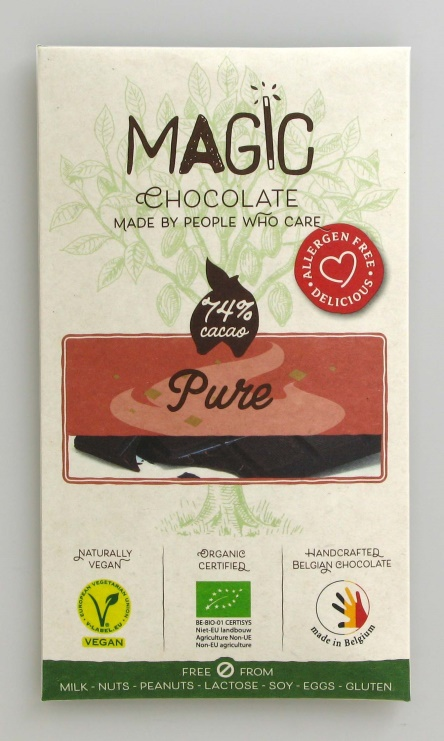 MAGIC
CHOCOLATE
MADE BY PEOPLE WHO CARE
ALLERGEN FREE
• DELICIOUS •
74%
cacao
Pure
NATURALLY
VEGAN
EUROPEAN VEGETARIAN UNION
V-LABEL.EU
VEGAN
ORGANIC
CERTIFIED
BE-BIO-01 CERTISYS
Niet-EU landbouw
Agriculture Non-UE
Non-EU agriculture
HANDCRAFTED
BELGIAN CHOCOLATE
made in Belgium
FREE FROM
MILK - NUTS - PEANUTS - LACTOSE - SOY - EGGS - GLUTEN